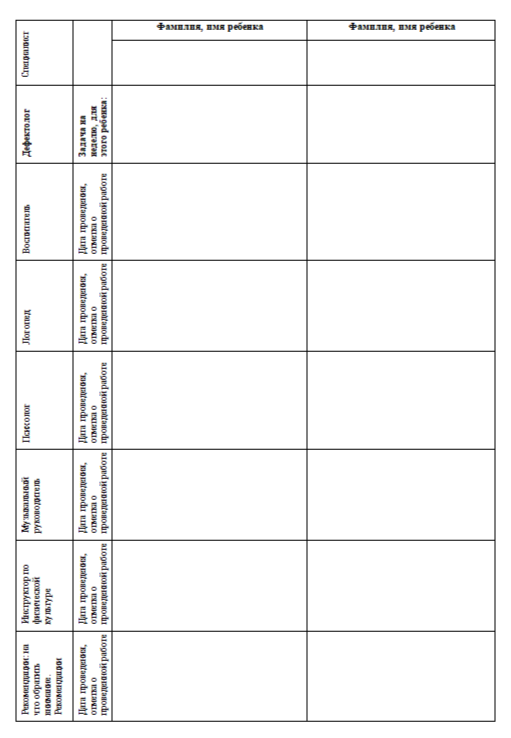 Специалист
Фамилия, имя ребенка
Фамилия, имя ребенка
Дефектолог
Задача на
неделю, для
этого ребенка:
Воспитатель
Дата проведения,
отметка о
проведенной работе
Логопед
Дата проведения,
отметка о
проведенной работе
Психолог
Дата проведения,
отметка о
проведенной работе
Музыкальный
руководитель
Дата проведения,
отметка о
проведенной работе
Инструктор по
физической
культуре
Дата проведения,
отметка о
проведенной работе
Рекомендации: на
что обратить
внимание.
Рекомендации
Дата проведения,
отметка о
проведенной работе